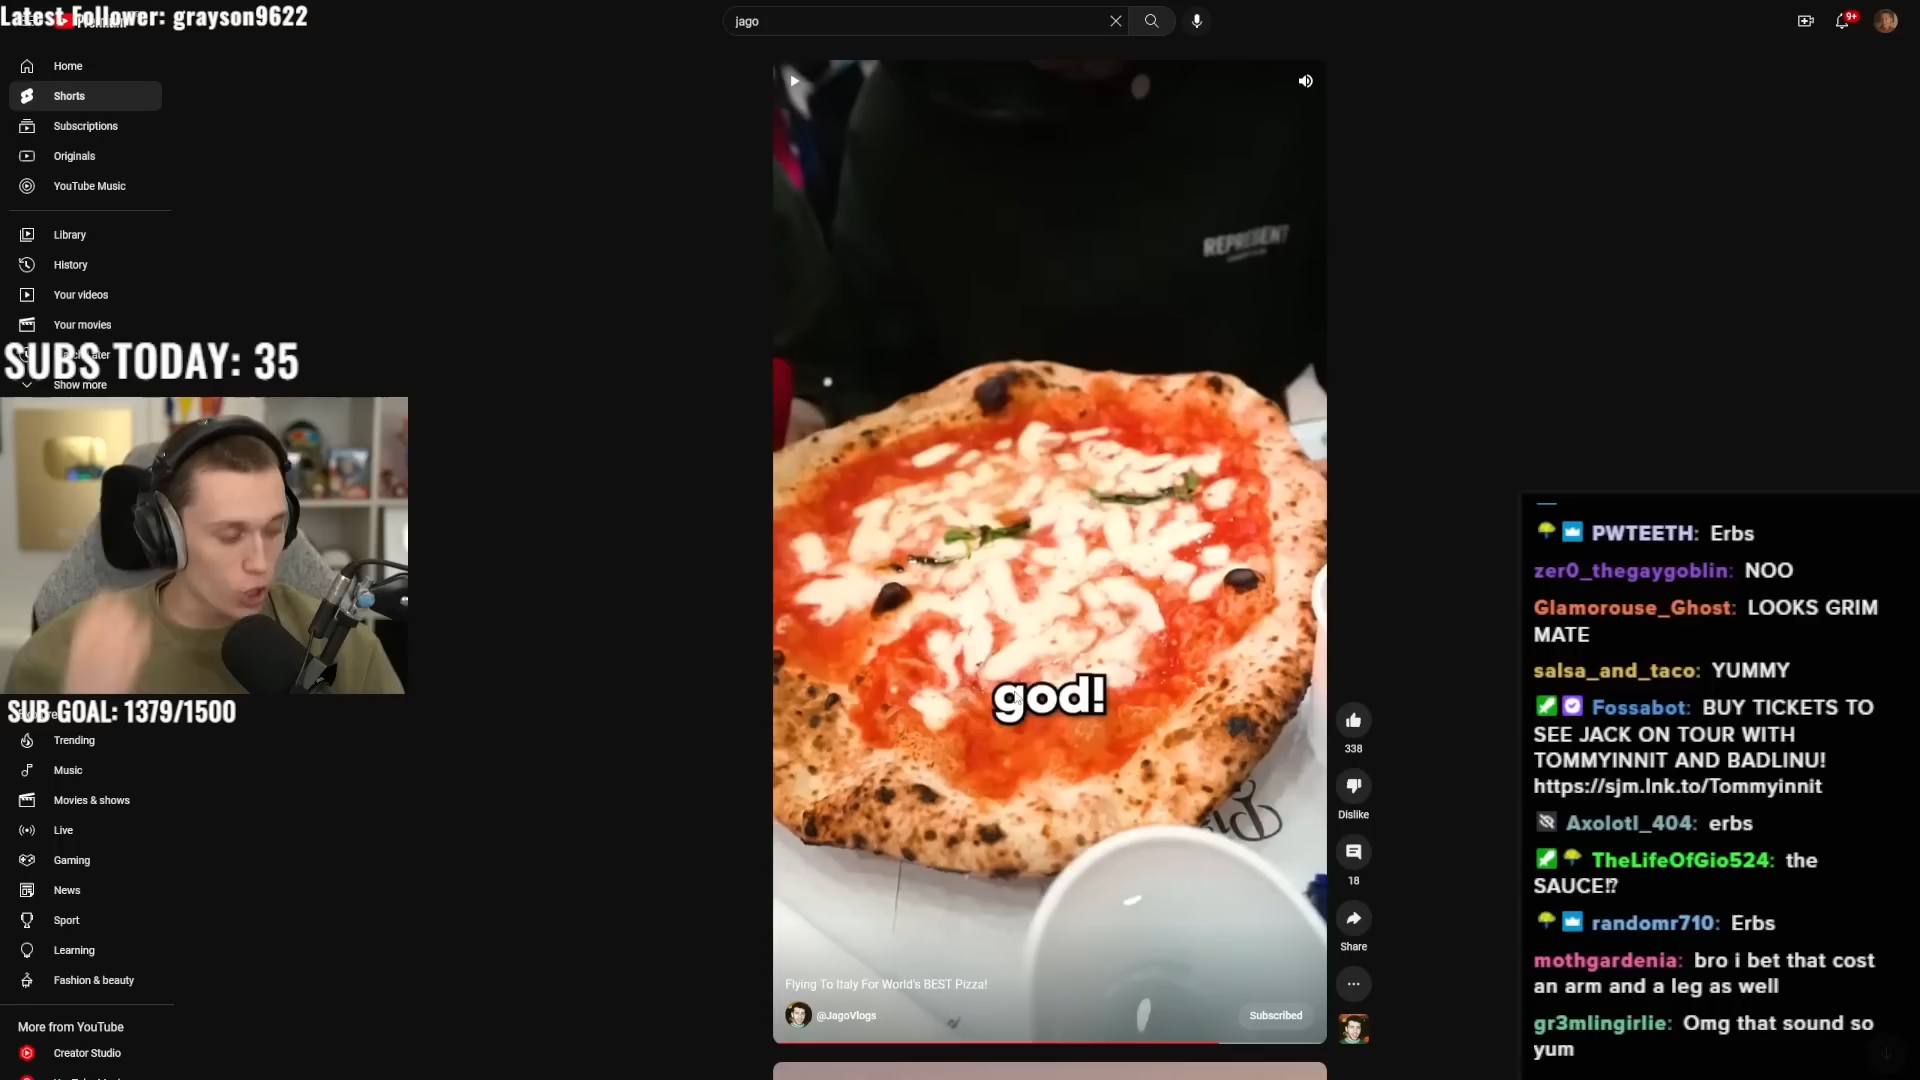 Latest Follower: grayson9622
jago
9+
Home
Shorts
Subscriptions
Originals
YouTube Music
Library
History
Your videos
Your movies
SUBS TODAY: 35
Show more
SUB GOAL: 1379/1500
Trending
Music
Movies & shows
Live
Gaming
News
Sport
Learning
Fashion & beauty
More from YouTube
Creator Studio
REPRESENT
god!
338
Dislike
18
Share
Flying To Italy For World's BEST Pizza!
@JagoVlogs
Subscribed
PWTEETH: Erbs
zer0_thegaygoblin: NOO
Glamorouse_Ghost: LOOKS GRIM
MATE
salsa_and_taco: YUMMY
Fossabot: BUY TICKETS TO
SEE JACK ON TOUR WITH
TOMMYINNIT AND BADLINU!
https://sjm.lnk.to/Tommyinnit
Axolotl_404: erbs
TheLifeOfGio524: the
SAUCE⁉
randomr710: Erbs
mothgardenia: bro i bet that cost
an arm and a leg as well
gr3mlingirlie: Omg that sound so
yum